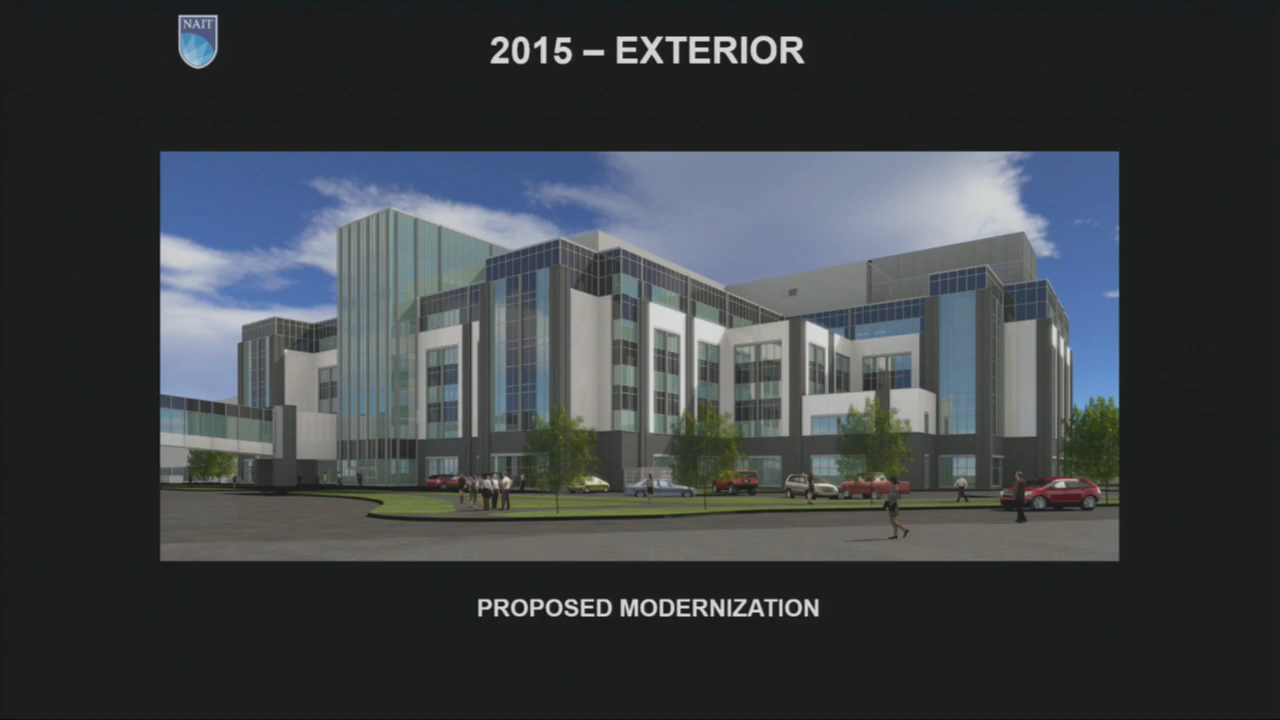 NAIT
2015 – EXTERIOR
PROPOSED MODERNIZATION